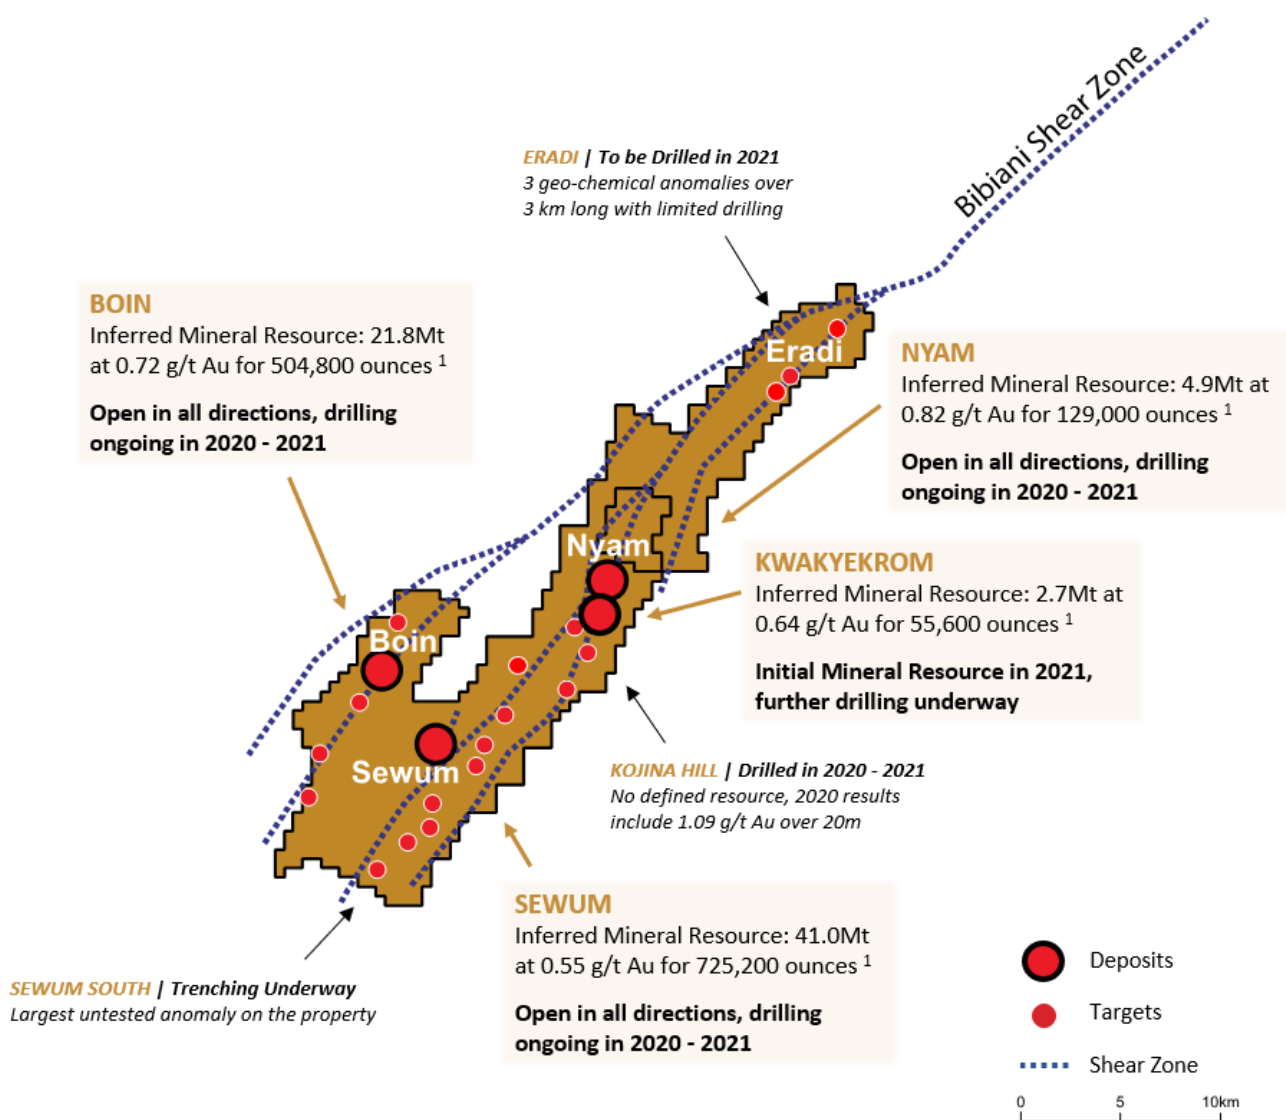 Bibiani Shear Zone
ERADI | To be Drilled in 2021
3 geo-chemical anomalies over
3 km long with limited drilling
BOIN
Inferred Mineral Resource: 21.8Mt
at 0.72 g/t Au for 504,800 ounces 1
Open in all directions, drilling
ongoing in 2020 - 2021
Eradi
NYAM
Inferred Mineral Resource: 4.9Mt at
0.82 g/t Au for 129,000 ounces 1
Open in all directions, drilling
ongoing in 2020 - 2021
Nyam
KWAKYEKROM
Inferred Mineral Resource: 2.7Mt at
0.64 g/t Au for 55,600 ounces 1
Initial Mineral Resource in 2021,
further drilling underway
Boin
Sewum
KOJINA HILL | Drilled in 2020 - 2021
No defined resource, 2020 results
include 1.09 g/t Au over 20m
SEWUM
Inferred Mineral Resource: 41.0Mt
at 0.55 g/t Au for 725,200 ounces 1
Open in all directions, drilling
ongoing in 2020 - 2021
SEWUM SOUTH | Trenching Underway
Largest untested anomaly on the property
Deposits
Targets
Shear Zone
0 5 10km